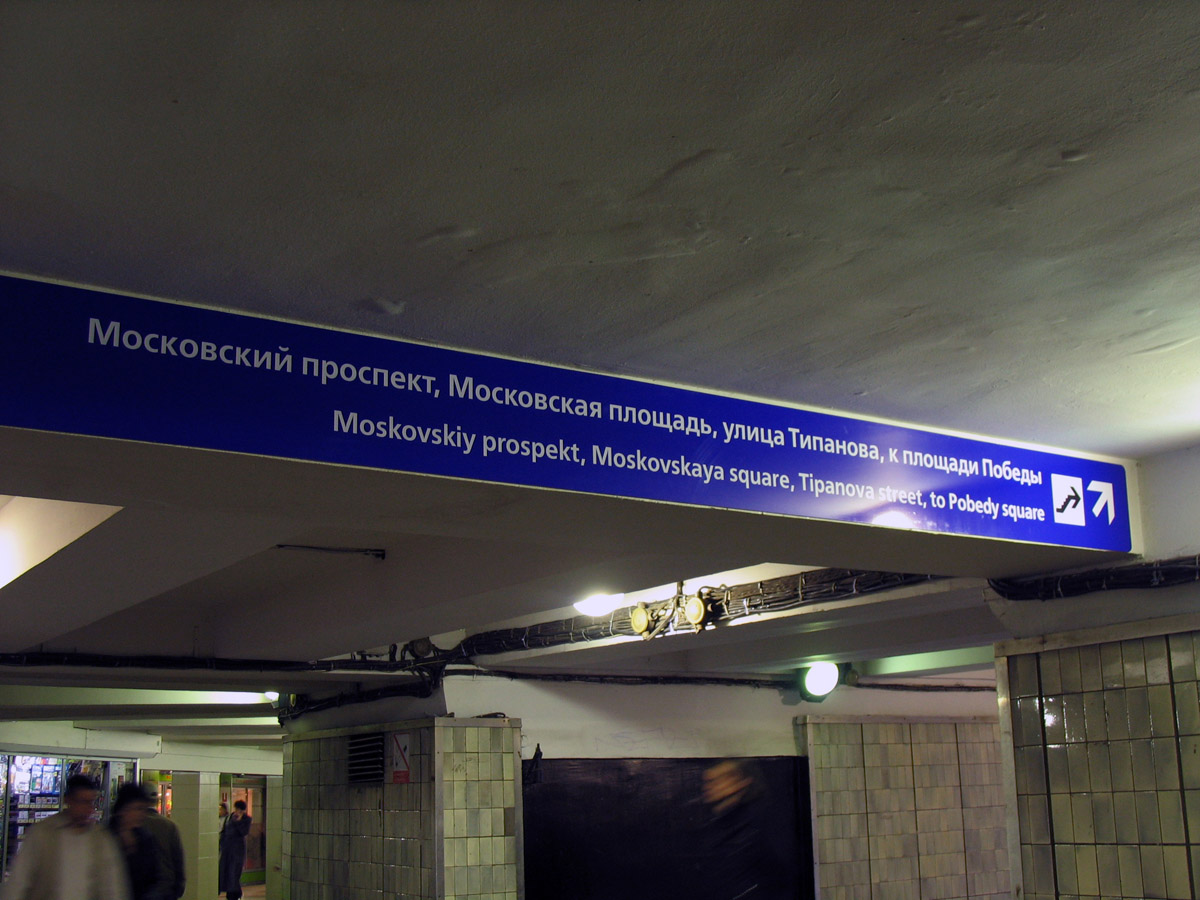 Московский проспект, Московская площадь, улица Типанова, к площади Победы
Moskovskiy prospekt, Moskovskaya square, Tipanova street, to Pobedy square